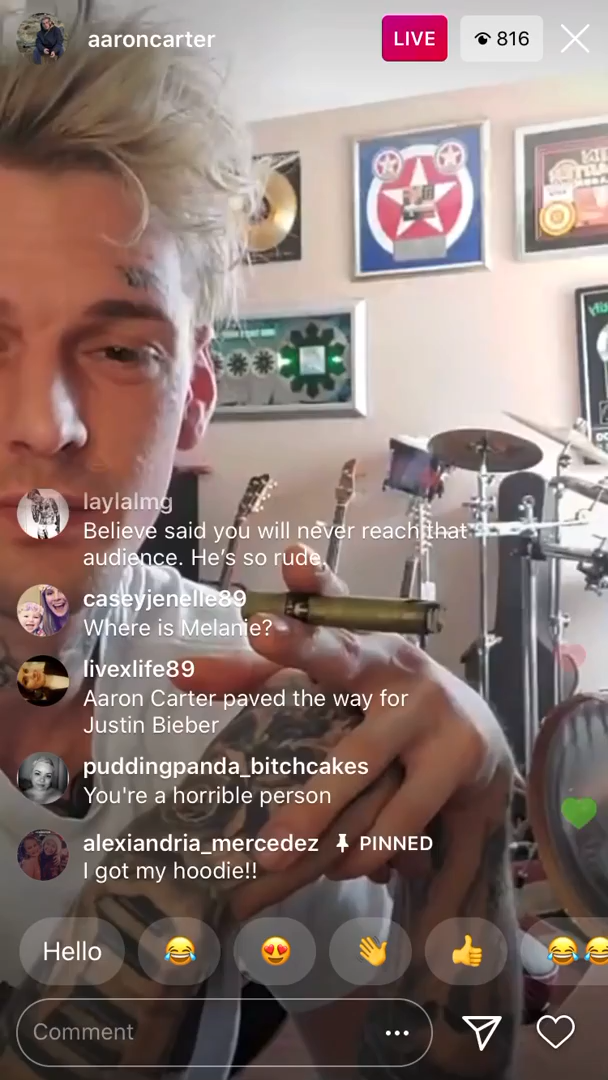 aaroncarter
LIVE
816
laylalmg
Believe said you will never reach that
audience. He's so rude.
caseyjenelle89
Where is Melanie?
livexlife89
Aaron Carter paved the way for
Justin Bieber
puddingpanda_bitchcakes
You're a horrible person
alexiandria_mercedez PINNED
I got my hoodie!!
Hello
Comment